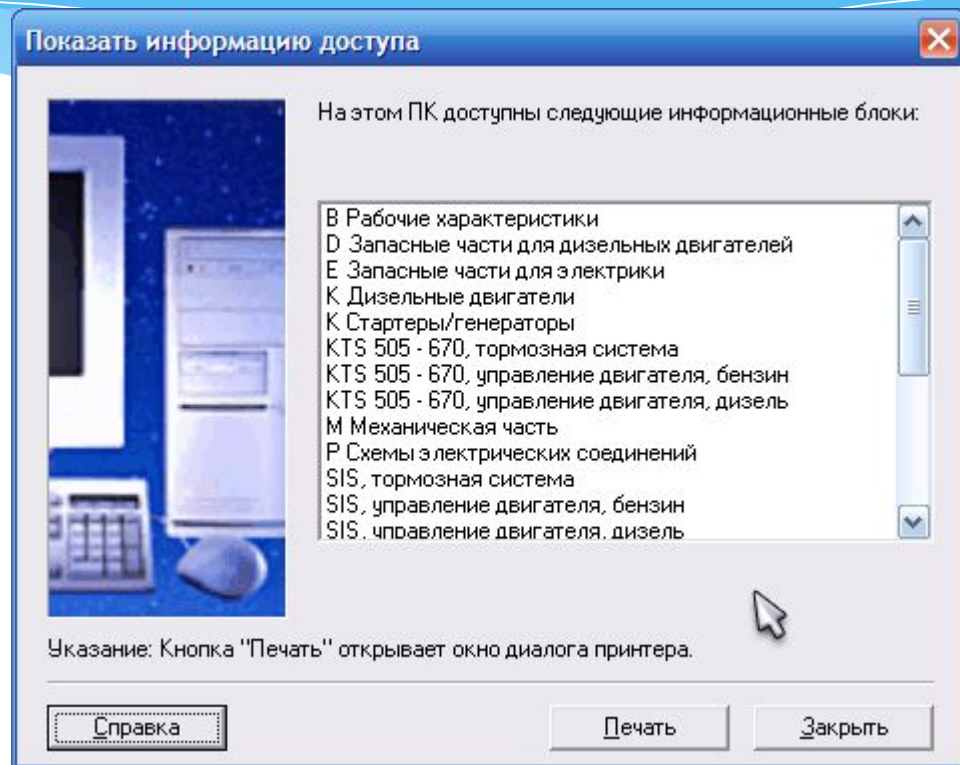 Показать информацию доступа
На этом ПК доступны следующие информационные блоки:
B Рабочие характеристики
D Запасные части для дизельных двигателей
E Запасные части для электрики
K Дизельные двигатели
K Стартеры/генераторы
KTS 505 - 670, тормозная система
KTS 505 - 670, управление двигателя, бензин
KTS 505 - 670, управление двигателя, дизель
M Механическая часть
P Схемы электрических соединений
SIS, тормозная система
SIS, управление двигателя, бензин
SIS, управление двигателя, дизель
Указание: Кнопка "Печать" открывает окно диалога принтера.
Справка
Печать
Закрыть